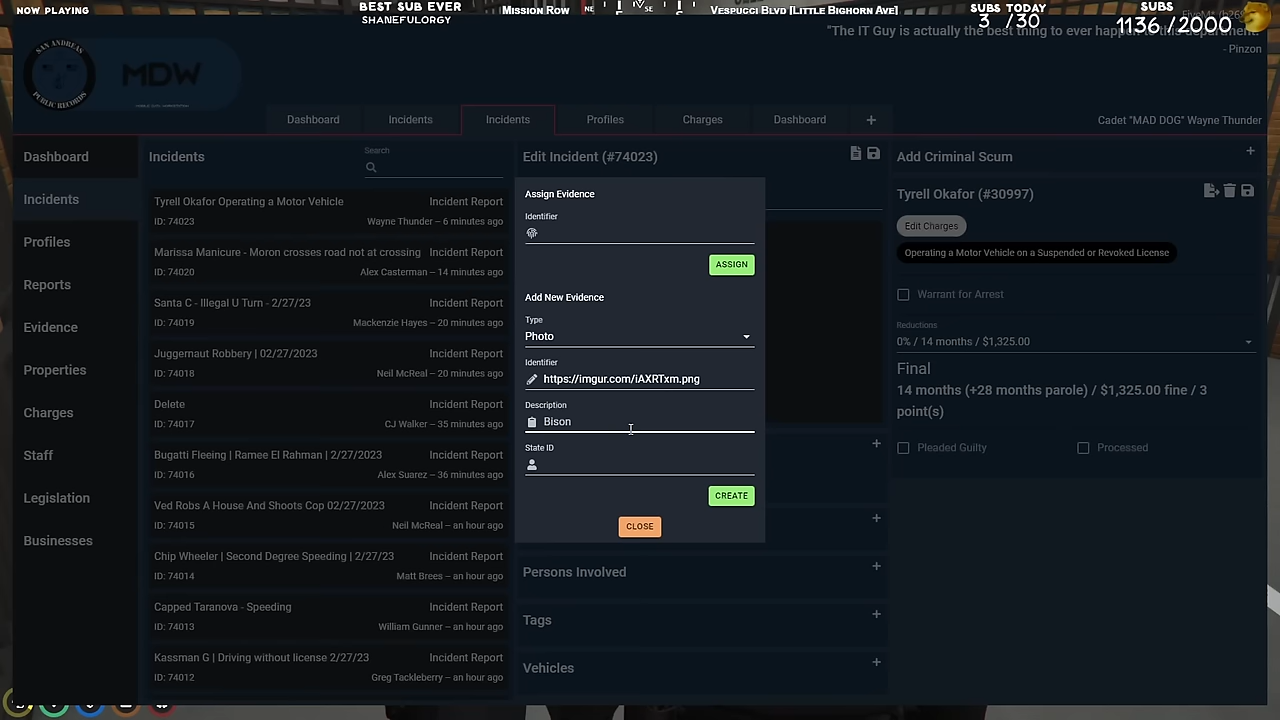 NOW PLAYING
BEST SUB EVER
SHANEFULORGY
Mission Row
NE
SE
Vespucci Blvd [Little Bighorn Ave]
SUBS TODAY
3 /30
SUBS
1136 /2000
"The IT Guy is actually the best thing to ever happen to this department."
- Pinzon
SAN ANDREAS
PUBLIC RECORDS
MDW
Dashboard
Incidents
Incidents
Profiles
Charges
Dashboard
+
Cadet "MAD DOG" Wayne Thunder
Dashboard
Incidents
Profiles
Reports
Evidence
Properties
Charges
Staff
Legislation
Businesses
Incidents
Search
Tyrell Okafor Operating a Motor Vehicle
Incident Report
ID: 74023
Wayne Thunder – 6 minutes ago
Marissa Manicure - Moron crosses road not at crossing
Incident Report
ID: 74020
Alex Casterman – 14 minutes ago
Santa C - Illegal U Turn - 2/27/23
Incident Report
ID: 74019
Mackenzie Hayes – 20 minutes ago
Juggernaut Robbery | 02/27/2023
Incident Report
ID: 74018
Neil McReal – 20 minutes ago
Delete
Incident Report
ID: 74017
CJ Walker – 35 minutes ago
Bugatti Fleeing | Ramee El Rahman | 2/27/2023
Incident Report
ID: 74016
Alex Suarez – 36 minutes ago
Ved Robs A House And Shoots Cop 02/27/2023
Incident Report
ID: 74015
Neil McReal – an hour ago
Chip Wheeler | Second Degree Speeding | 2/27/23
Incident Report
ID: 74014
Matt Brees – an hour ago
Capped Taranova - Speeding
Incident Report
ID: 74013
William Gunner – an hour ago
Kassman G | Driving without license 2/27/23
Incident Report
ID: 74012
Greg Tackleberry – an hour ago
Edit Incident (#74023)
Assign Evidence
Identifier
ASSIGN
Add New Evidence
Type
Photo
Identifier
https://imgur.com/iAXRTxm.png
Description
Bison
State ID
CREATE
CLOSE
Persons Involved
Tags
Vehicles
Add Criminal Scum
Tyrell Okafor (#30997)
Edit Charges
Operating a Motor Vehicle on a Suspended or Revoked License
Warrant for Arrest
Reductions
0% / 14 months / $1,325.00
Final
14 months (+28 months parole) / $1,325.00 fine / 3
point(s)
Pleaded Guilty
Processed